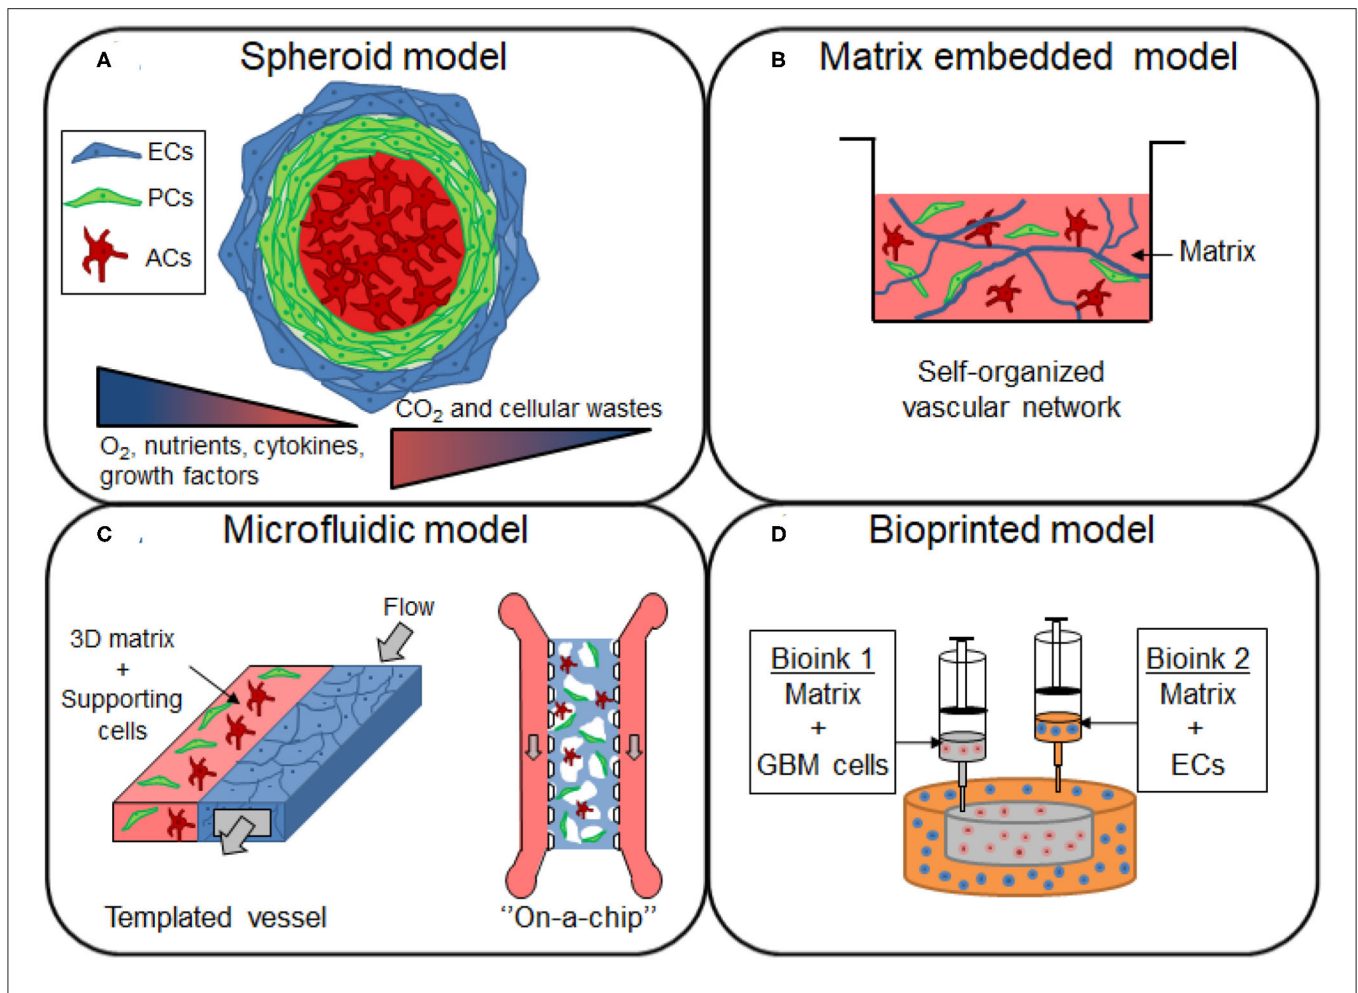 A
Spheroid model
ECs
PCs
ACs
O2, nutrients, cytokines,
growth factors
CO2 and cellular wastes
B
Matrix embedded model
Matrix
Self-organized
vascular network
C
Microfluidic model
3D matrix
+
Supporting
cells
Flow
Templated vessel
‘‘On-a-chip’’
D
Bioprinted model
Bioink 1
Matrix
+
GBM cells
Bioink 2
Matrix
+
ECs